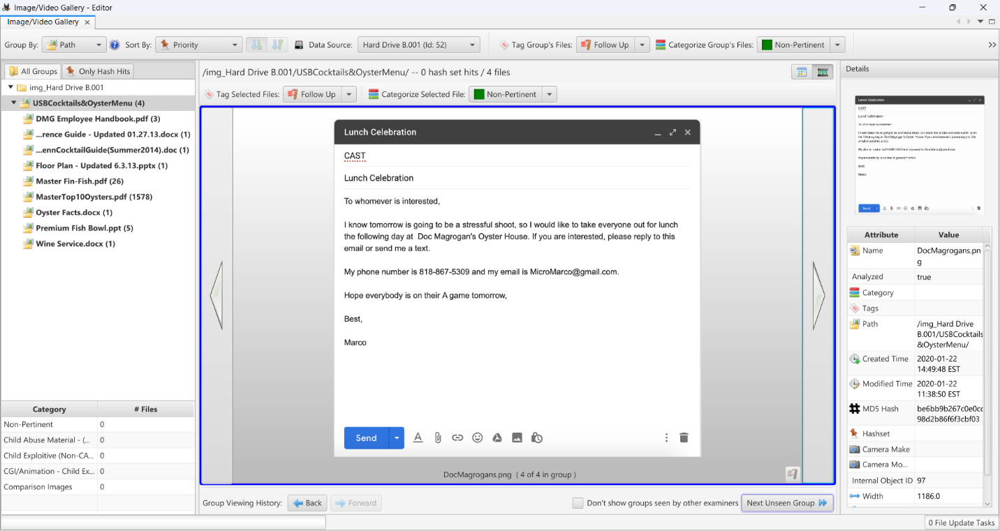 Image/Video Gallery - Editor
Image/Video Gallery
Group By: Path Sort By: Priority Data Source: Hard Drive B.001 (Id: 52) Tag Group's Files: Follow Up Categorize Group's Files: Non-Pertinent
All Groups Only Hash Hits
img_Hard Drive B.001
USBCocktails&OysterMenu (4)
DMG Employee Handbook.pdf (3)
...rence Guide - Updated 01.27.13.docx (1)
...ennCocktailGuide(Summer2014).doc (1)
Floor Plan - Updated 6.3.13.pptx (1)
Master Fin-Fish.pdf (26)
MasterTop10Oysters.pdf (1578)
Oyster Facts.docx (1)
Premium Fish Bowl.ppt (5)
Wine Service.docx (1)
Category # Files
Non-Pertinent 0
Child Abuse Material - (... 0
Child Exploitive (Non-CA... 0
CGI/Animation - Child Ex... 0
Comparison Images 0
/img_Hard Drive B.001/USBCocktails&OysterMenu/ -- 0 hash set hits / 4 files
Tag Selected Files: Follow Up Categorize Selected File: Non-Pertinent
Lunch Celebration
CAST
Lunch Celebration
To whomever is interested,
I know tomorrow is going to be a stressful shoot, so I would like to take everyone out for lunch
the following day at Doc Magrogan's Oyster House. If you are interested, please reply to this
email or send me a text.
My phone number is 818-867-5309 and my email is MicroMarco@gmail.com.
Hope everybody is on their A game tomorrow,
Best,
Marco
Send
DocMagrogans.png ( 4 of 4 in group )
Group Viewing History: Back Forward Don't show groups seen by other examiners Next Unseen Group
Details
Lunch Celebration
CAST
Lunch Celebration
Best,
Marco
Send
Attribute Value
Name DocMagrogans.pn
g
Analyzed true
Category
Tags
Path /img_Hard Drive
B.001/USBCocktails
&OysterMenu/
Created Time 2020-01-22
14:49:48 EST
Modified Time 2020-01-22
11:38:50 EST
MD5 Hash be6bb9b267c0e0cc
98d2b86f6f3cbf03
Hashset
Camera Make
Camera Mo...
Internal Object ID 97
Width 1186.0
0 File Update Tasks